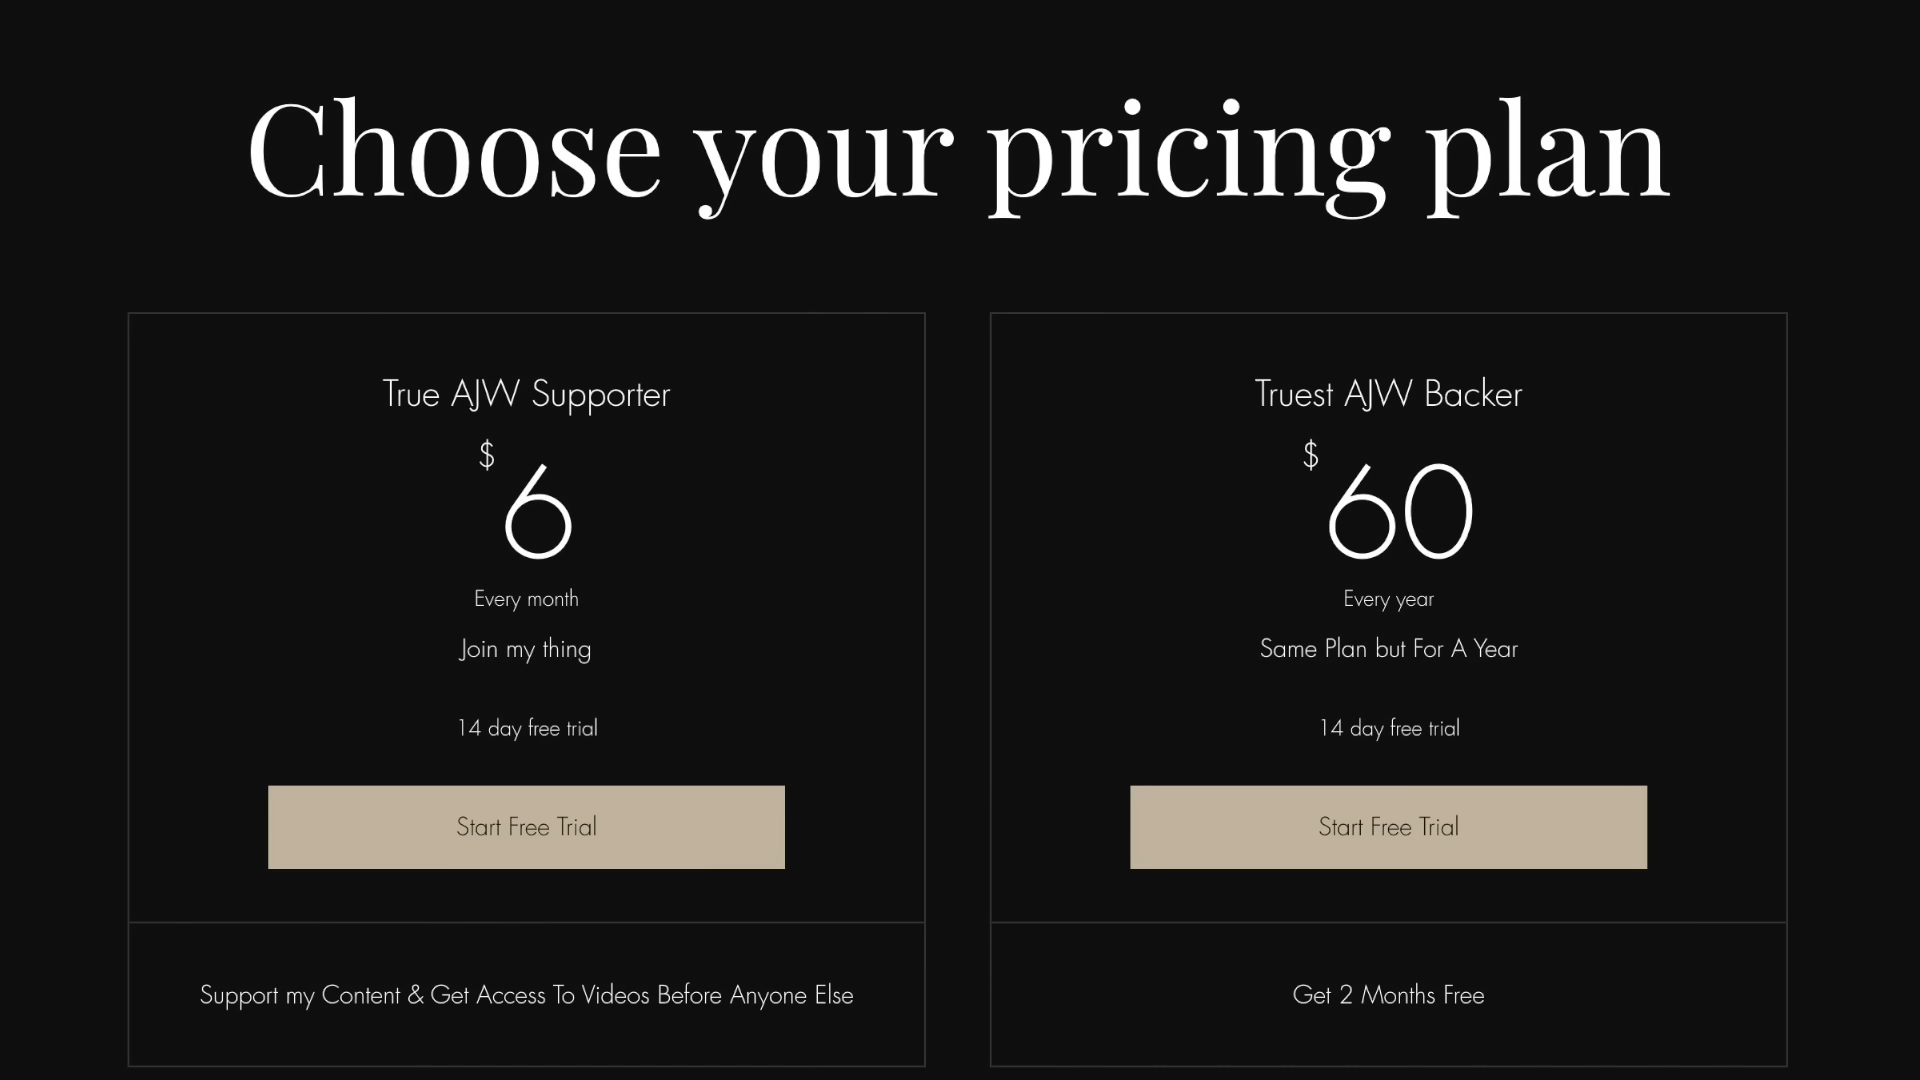 Choose your pricing plan
True AJW Supporter
$6
Every month
Join my thing
14 day free trial
Start Free Trial
Support my Content & Get Access To Videos Before Anyone Else
Truest AJW Backer
$60
Every year
Same Plan but For A Year
14 day free trial
Start Free Trial
Get 2 Months Free